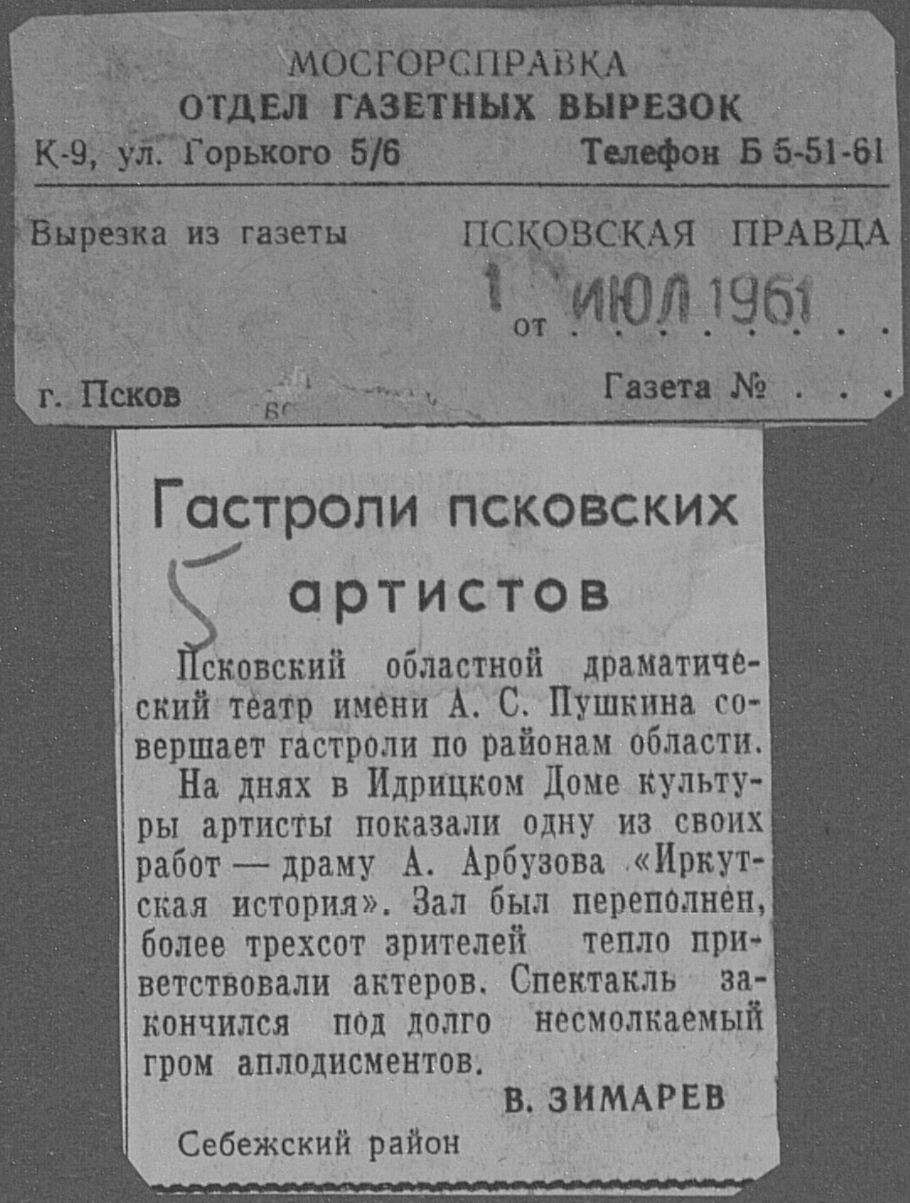 МОСГОРСПРАВКА
ОТДЕЛ ГАЗЕТНЫХ ВЫРЕЗОК
К-9, ул. Горького 5/6 Телефон Б 5-51-61
Вырезка из газеты ПСКОВСКАЯ ПРАВДА
1 ИЮЛ 1961
от . . . . . . . . .
г. Псков Газета № . . .
Гастроли псковских
артистов
5
Псковский областной драматиче-
ский театр имени А. С. Пушкина со-
вершает гастроли по районам области.
На днях в Идрицком Доме культу-
ры артисты показали одну из своих
работ — драму А. Арбузова «Иркут-
ская история». Зал был переполнен,
более трехсот зрителей тепло при-
ветствовали актеров. Спектакль за-
кончился под долго несмолкаемый
гром аплодисментов.
В. ЗИМАРЕВ
Себежский район